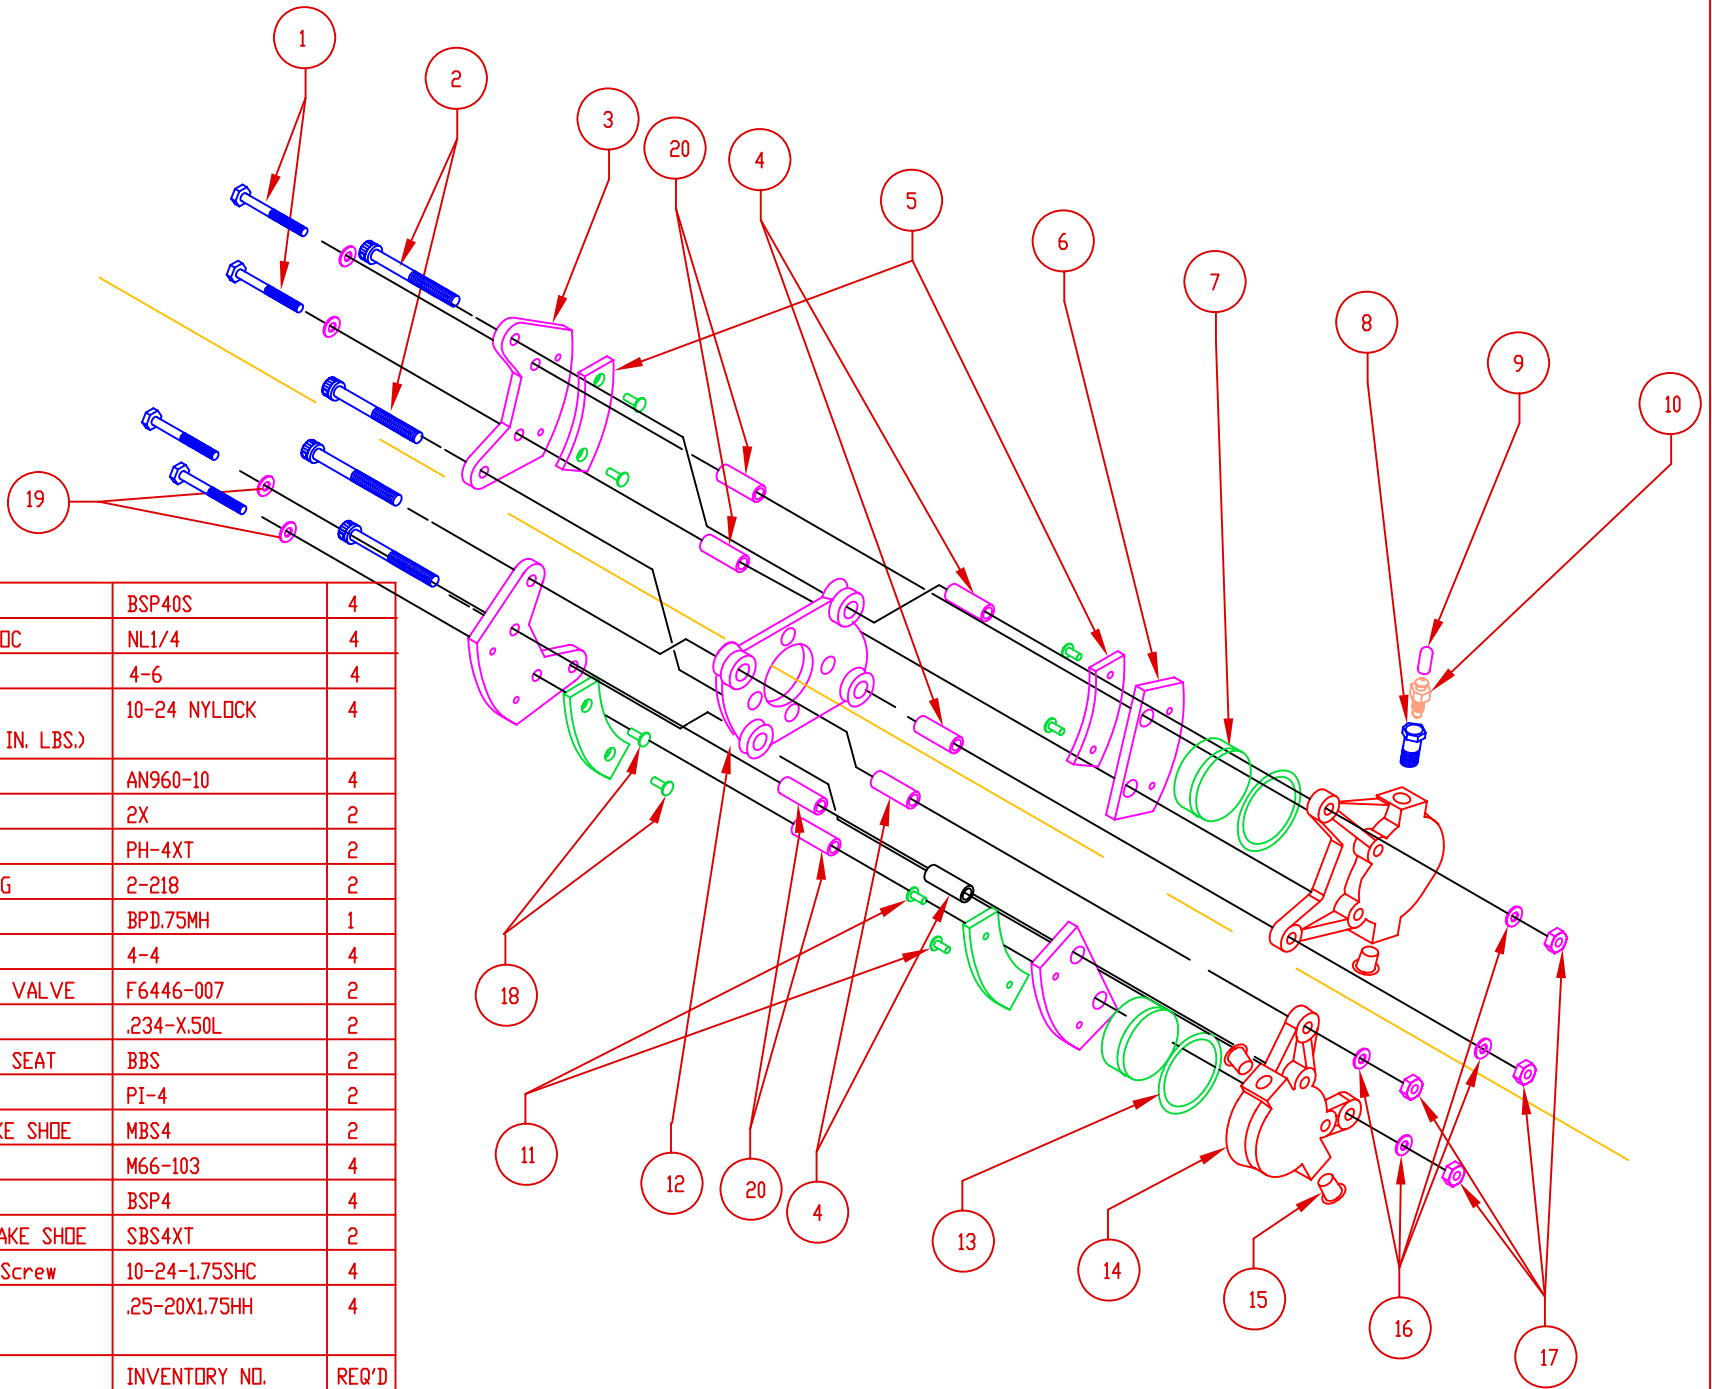 1
2
3
20
4
5
6
7
8
9
10
19
BSP40S 4
OC NL1/4 4
4-6 4
10-24 NYLOCK 4
IN. LBS.)
AN960-10 4
2X 2
PH-4XT 2
G 2-218 2
BPD.75MH 1
4-4 4
VALVE F6446-007 2
.234-X.50L 2
SEAT BBS 2
PI-4 2
KE SHOE MBS4 2
M66-103 4
BSP4 4
AKE SHOE SBS4XT 2
Screw 10-24-1.75SHC 4
.25-20X1.75HH 4
INVENTORY NO. REQ'D
18
11
12
20
4
13
14
15
16
17